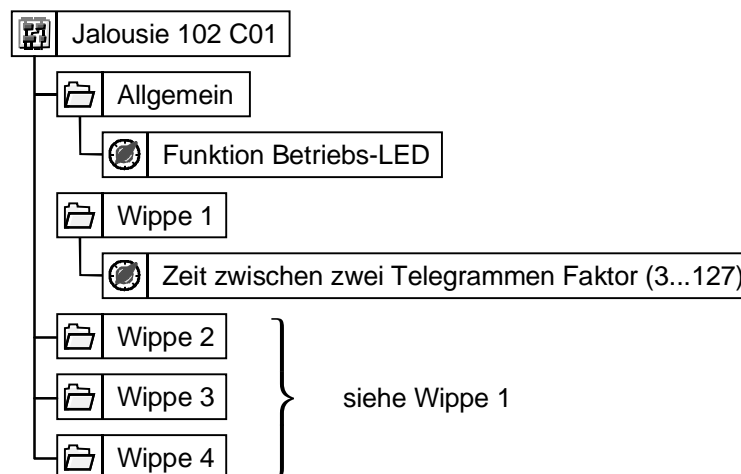 Jalousie 102 C01
Allgemein
Funktion Betriebs-LED
Wippe 1
Zeit zwischen zwei Telegrammen Faktor (3...127)
Wippe 2
Wippe 3
siehe Wippe 1
Wippe 4